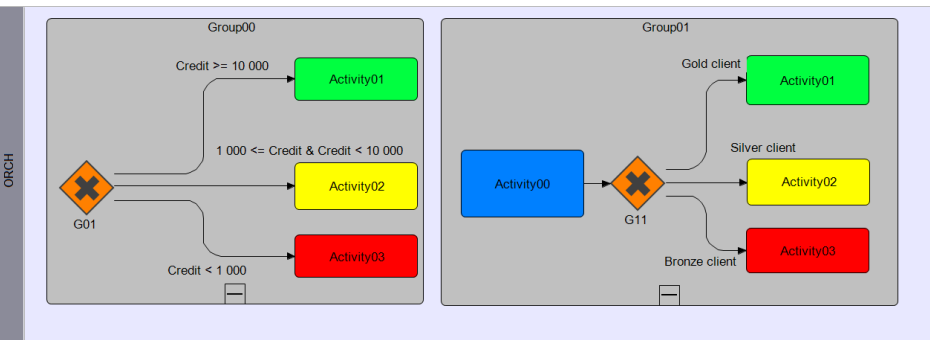 ORCH
Group00
Credit >= 10 000
Activity01
1 000 <= Credit & Credit < 10 000
Activity02
G01
Activity03
Credit < 1 000
Group01
Gold client
Activity01
Silver client
Activity00
Activity02
G11
Activity03
Bronze client